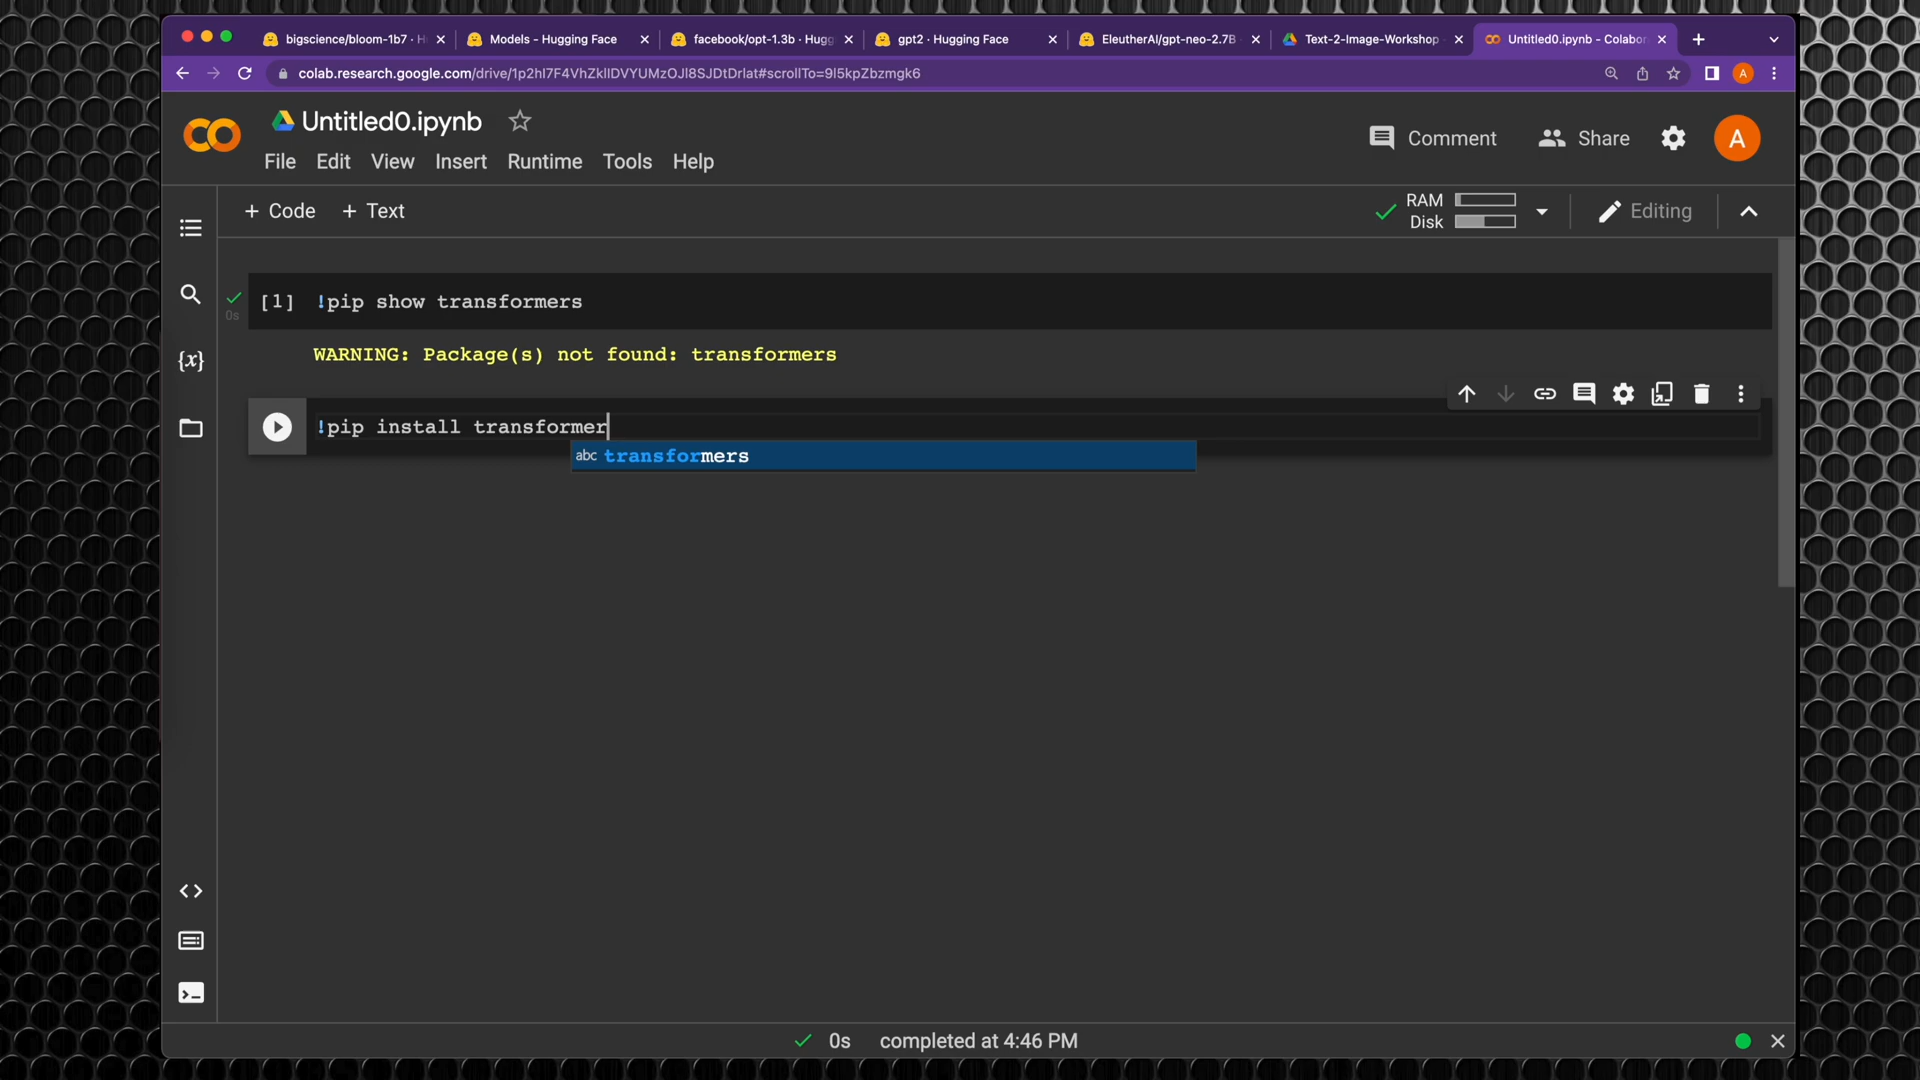 bigscience/bloom-1b7 · H
Models - Hugging Face
facebook/opt-1.3b · Hugg
gpt2 · Hugging Face
EleutherAI/gpt-neo-2.7B
Text-2-Image-Workshop
Untitled0.ipynb - Colabor
colab.research.google.com/drive/1p2hl7F4VhZkllDVYUMzOJl8SJDtDrlat#scrollTo=9l5kpZbzmgk6
A
Untitled0.ipynb
Comment
Share
A
File Edit View Insert Runtime Tools Help
+ Code + Text
RAM
Disk
Editing
[1] !pip show transformers
0s
WARNING: Package(s) not found: transformers
{x}
!pip install transformer
abc transformers
0s completed at 4:46 PM